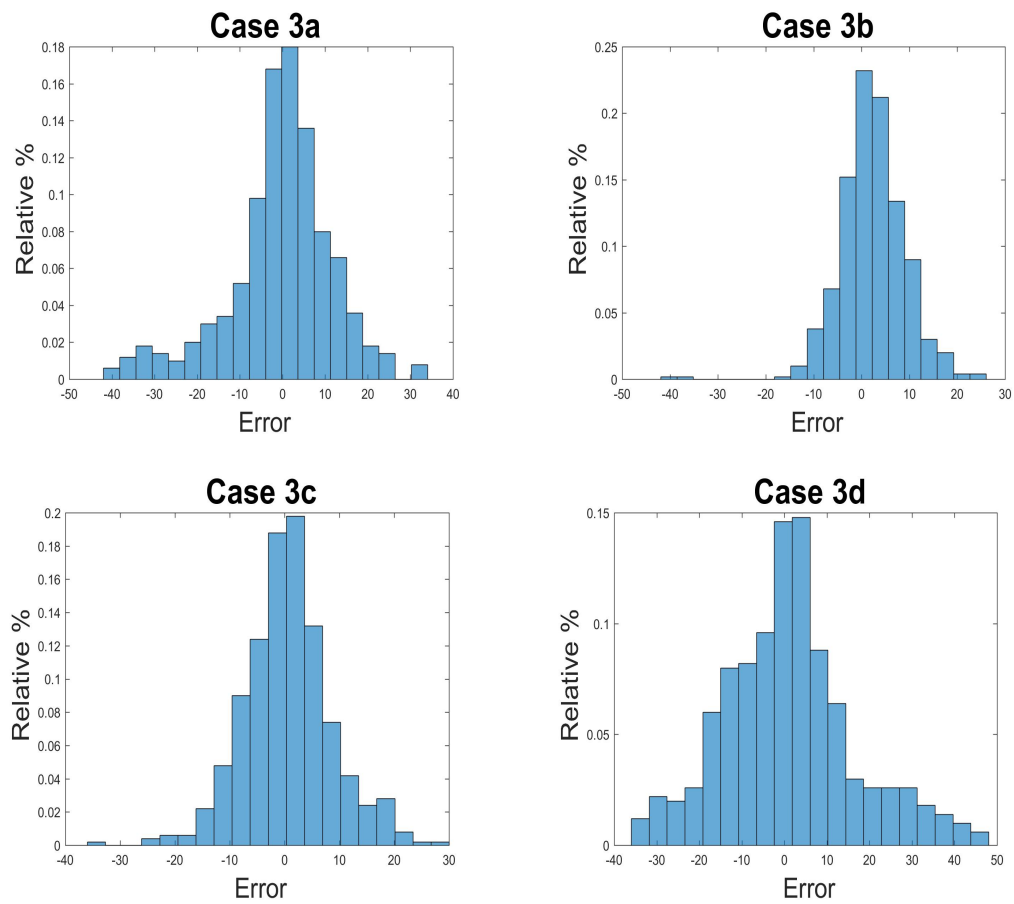 Case 3a
Relative %
0.18
0.16
0.14
0.12
0.1
0.08
0.06
0.04
0.02
0
-50 -40 -30 -20 -10 0 10 20 30 40
Error
Case 3b
Relative %
0.25
0.2
0.15
0.1
0.05
0
-50 -40 -30 -20 -10 0 10 20 30
Error
Case 3c
Relative %
0.2
0.18
0.16
0.14
0.12
0.1
0.08
0.06
0.04
0.02
0
-40 -30 -20 -10 0 10 20 30
Error
Case 3d
Relative %
0.15
0.1
0.05
0
-40 -30 -20 -10 0 10 20 30 40 50
Error